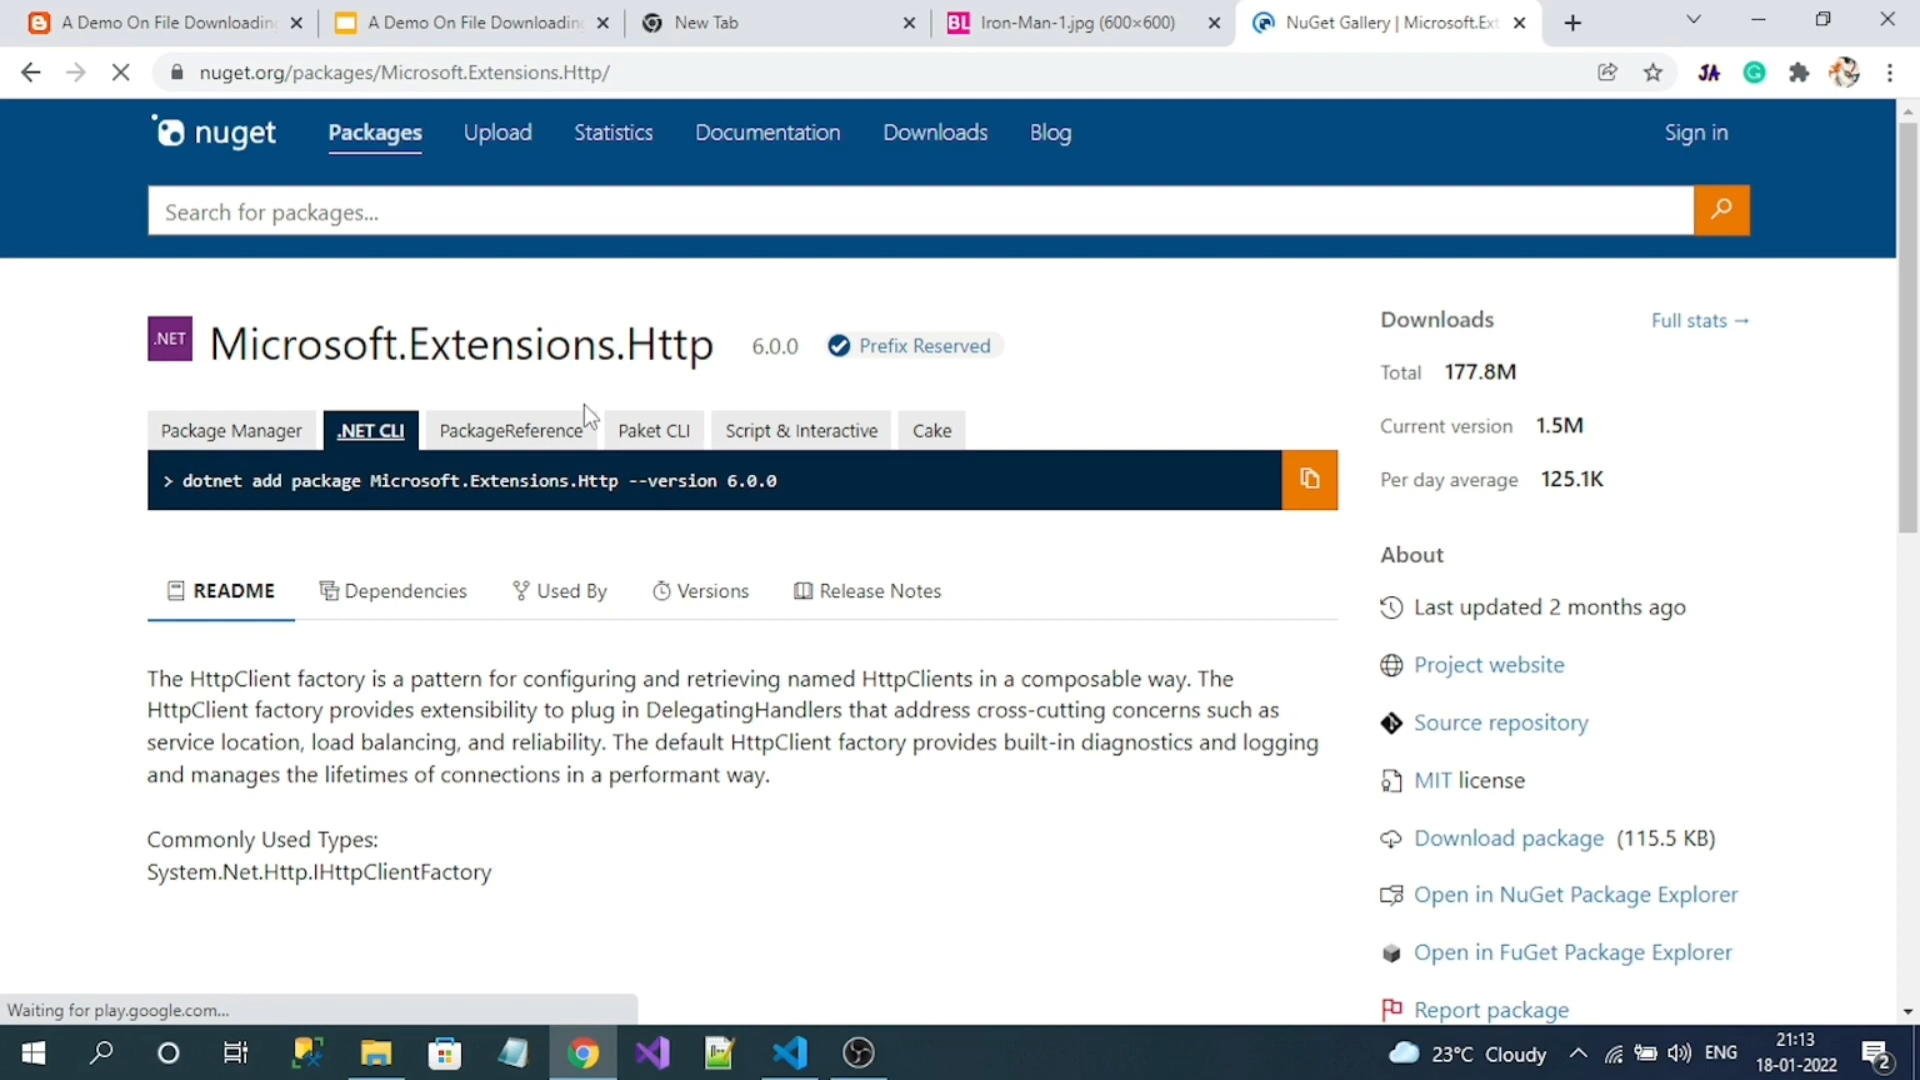 A Demo On File Downloadin
A Demo On File Downloadin
New Tab
BL Iron-Man-1.jpg (600×600)
NuGet Gallery | Microsoft.Ext
nuget.org/packages/Microsoft.Extensions.Http/
JA
nuget
Packages
Upload
Statistics
Documentation
Downloads
Blog
Sign in
Search for packages...
.NET
Microsoft.Extensions.Http 6.0.0
Prefix Reserved
Package Manager
.NET CLI
PackageReference
Paket CLI
Script & Interactive
Cake
> dotnet add package Microsoft.Extensions.Http --version 6.0.0
README
Dependencies
Used By
Versions
Release Notes
The HttpClient factory is a pattern for configuring and retrieving named HttpClients in a composable way. The
HttpClient factory provides extensibility to plug in DelegatingHandlers that address cross-cutting concerns such as
service location, load balancing, and reliability. The default HttpClient factory provides built-in diagnostics and logging
and manages the lifetimes of connections in a performant way.
Commonly Used Types:
System.Net.Http.IHttpClientFactory
Downloads
Full stats →
Total 177.8M
Current version 1.5M
Per day average 125.1K
About
Last updated 2 months ago
Project website
Source repository
MIT license
Download package (115.5 KB)
Open in NuGet Package Explorer
Open in FuGet Package Explorer
Report package
Waiting for play.google.com...
23°C Cloudy
ENG
21:13
18-01-2022
2